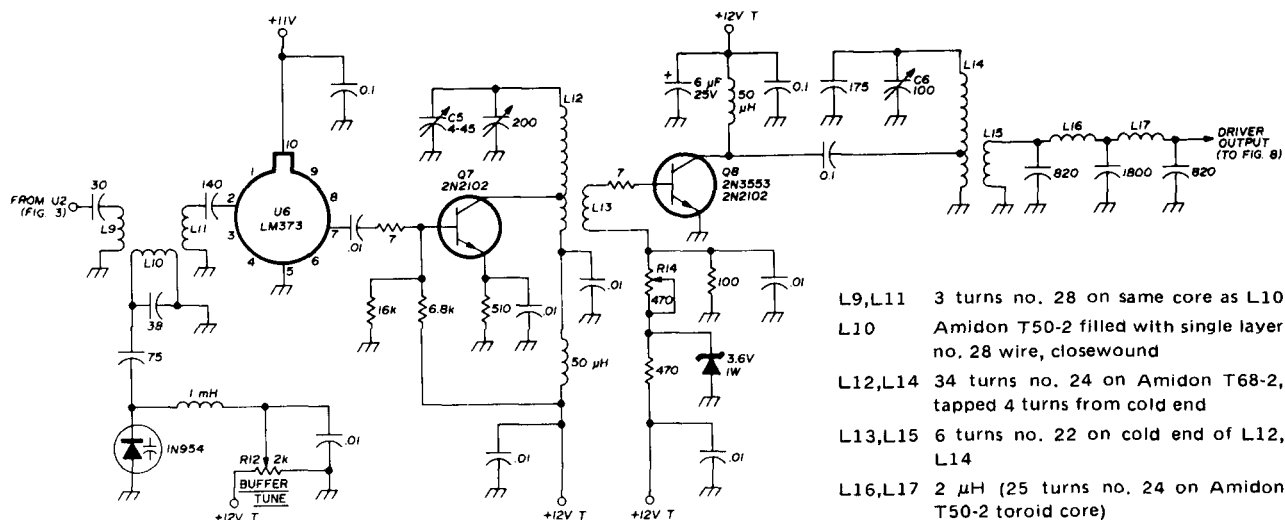 +11V
0.1
10
1
9
2
8
3
7
4
5
6
U6
LM373
FROM U2
(FIG. 3)
30
L9
L10
L11
140
38
75
1 mH
1N954
R12 2k
BUFFER
TUNE
+12V T
.01
.01
7
16k
6.8k
510
.01
C5
4-45
200
Q7
2N2102
L12
.01
50 µH
.01
+12V T
L13
7
Q8
2N3553
2N2102
+12V T
+
6 µF
25V
50
µH
0.1
R14
470
100
.01
470
3.6V
1W
.01
+12V T
0.1
175
C6
100
L14
L15
L16
L17
820
1800
820
DRIVER
OUTPUT
(TO FIG. 8)
L9,L11 3 turns no. 28 on same core as L10
L10 Amidon T50-2 filled with single layer
no. 28 wire, closewound
L12,L14 34 turns no. 24 on Amidon T68-2,
tapped 4 turns from cold end
L13,L15 6 turns no. 22 on cold end of L12,
L14
L16,L17 2 µH (25 turns no. 24 on Amidon
T50-2 toroid core)